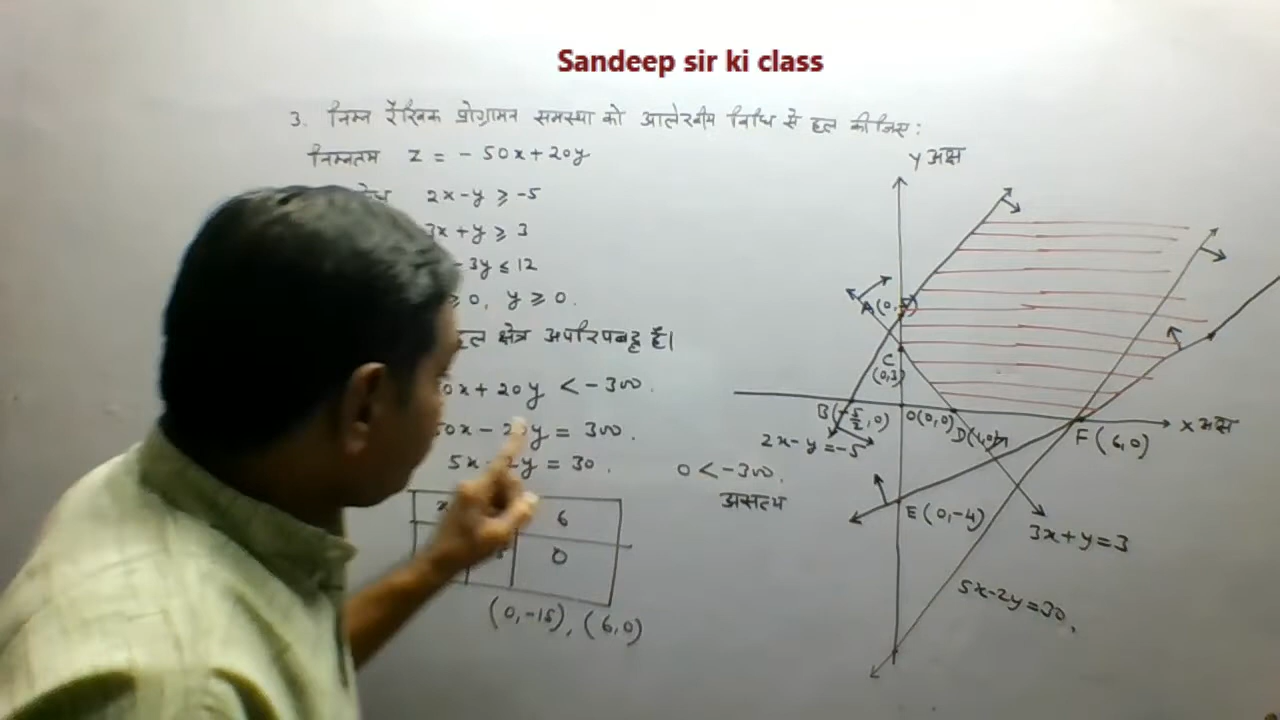 Sandeep sir ki class
3. निम्न रैखिक प्रोग्रामन समस्या को आलेखीय विधि से हल कीजिए:
निम्नतम Z = - 50x + 20y
2x - y ≥ -5
3x + y ≥ 3
- 3y ≤ 12
≥ 0, y ≥ 0.
हल क्षेत्र अपरिबद्ध है।
0x + 20y < - 300.
50x - 2 y = 300.
5x - 2y = 30.
0 < - 300.
असत्य
x 6
0
(0,-15), (6,0)
Y अक्ष
A(0,5)
C
(0,3)
B(-5/2,0)
O(0,0)
D(1,0)
F(6,0)
X अक्ष
2x - y = -5
E(0,-4)
3x + y = 3
5x - 2y = 30.